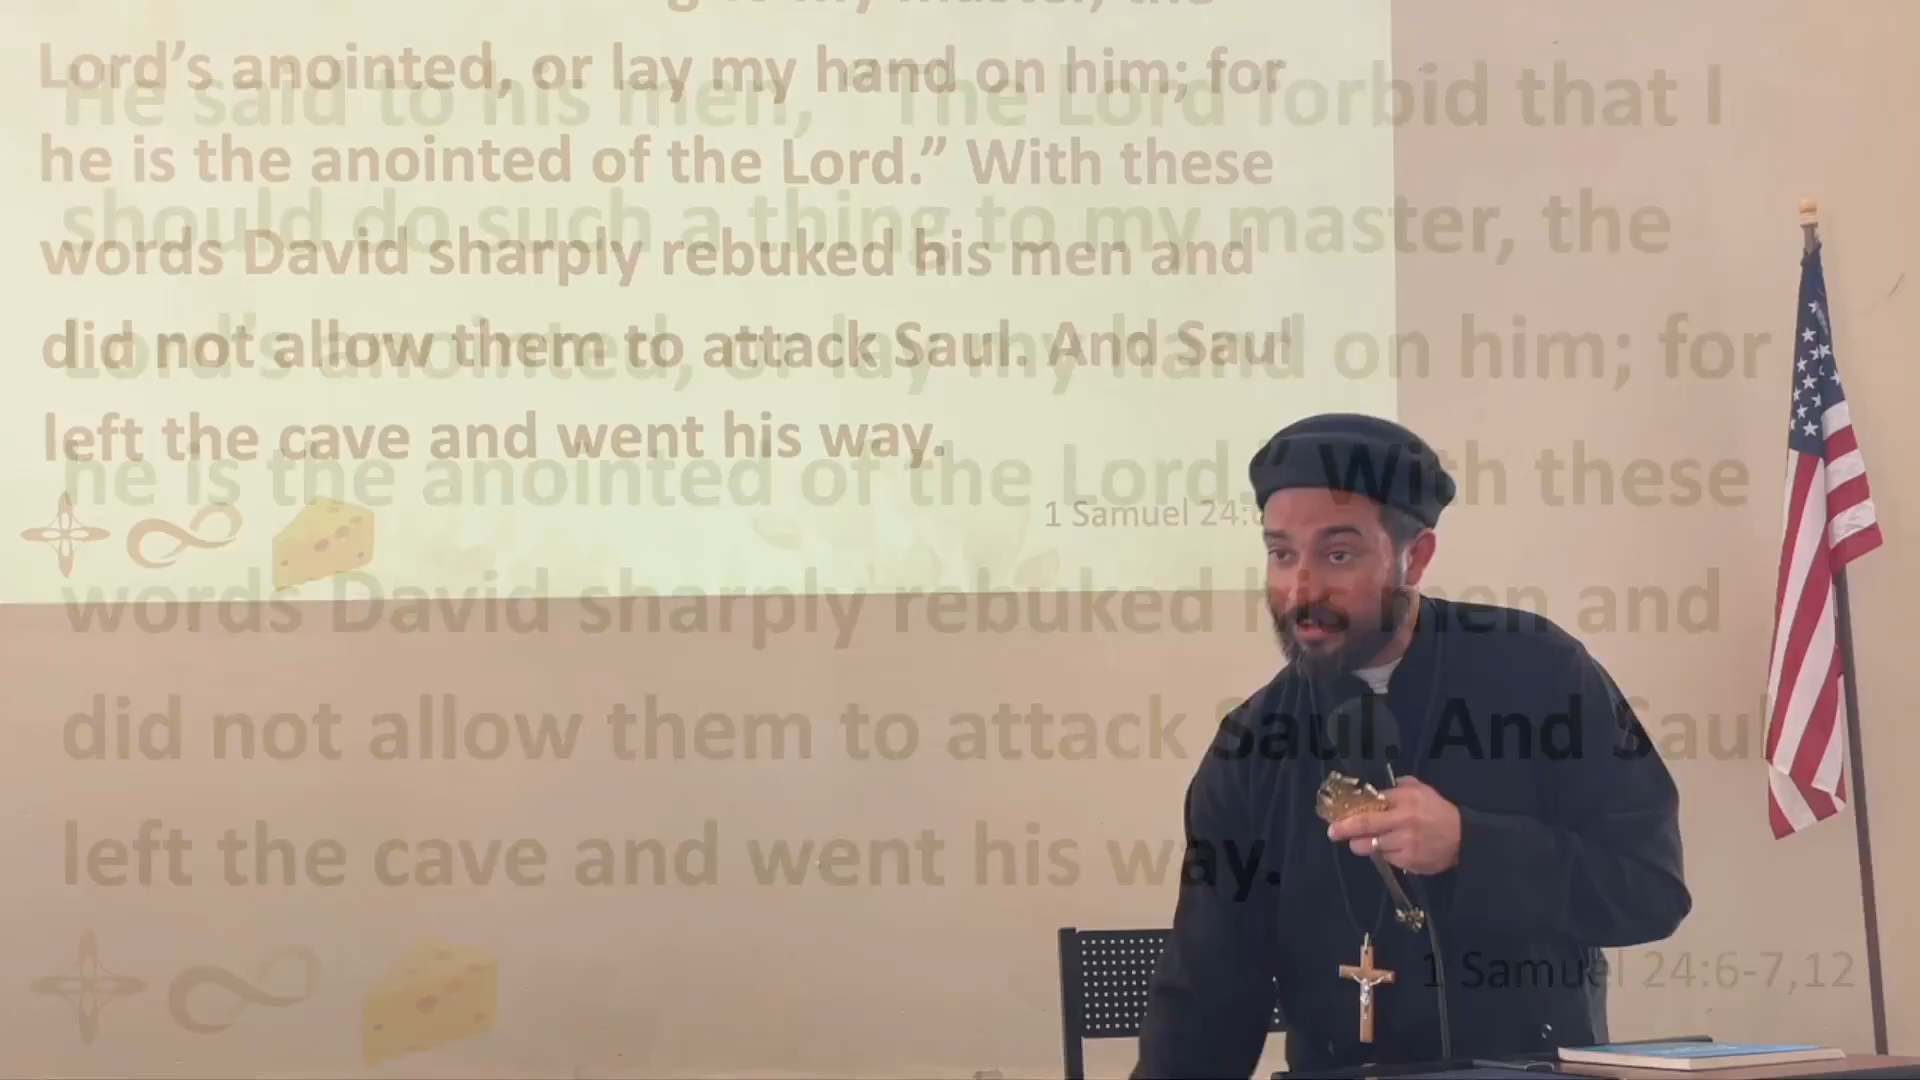 Lord’s anointed, or lay my hand on him; for
he is the anointed of the Lord.” With these
words David sharply rebuked his men and
did not allow them to attack Saul. And Saul
left the cave and went his way.
1 Samuel 24:
He said to his men, “The Lord forbid that I
should do such a thing to my master, the
Lord’s anointed, or lay my hand on him; for
he is the anointed of the Lord.” With these
words David sharply rebuked his men and
did not allow them to attack Saul. And Saul
left the cave and went his way.
1 Samuel 24:6-7,12